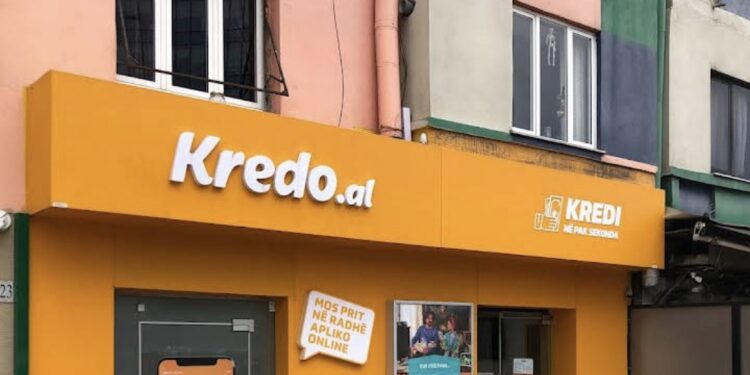 Kredo.al
KREDI
NË PAK SEKONDA
MOS PRIT
NË RADHË
APLIKO
ONLINE
23